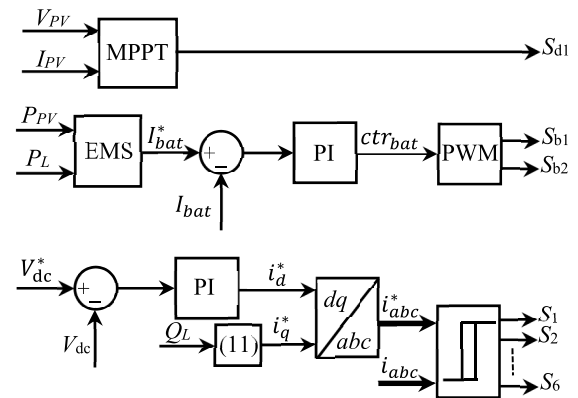 V_PV
MPPT
S_d1
I_PV
P_PV
I*_bat
ctr_bat
S_b1
P_L
EMS
+
−
PI
PWM
S_b2
I_bat
V*_dc
+
−
PI
i*_d
dq
abc
i*_abc
S_1
S_2
V_dc
Q_L
(11)
i*_q
i_abc
S_6